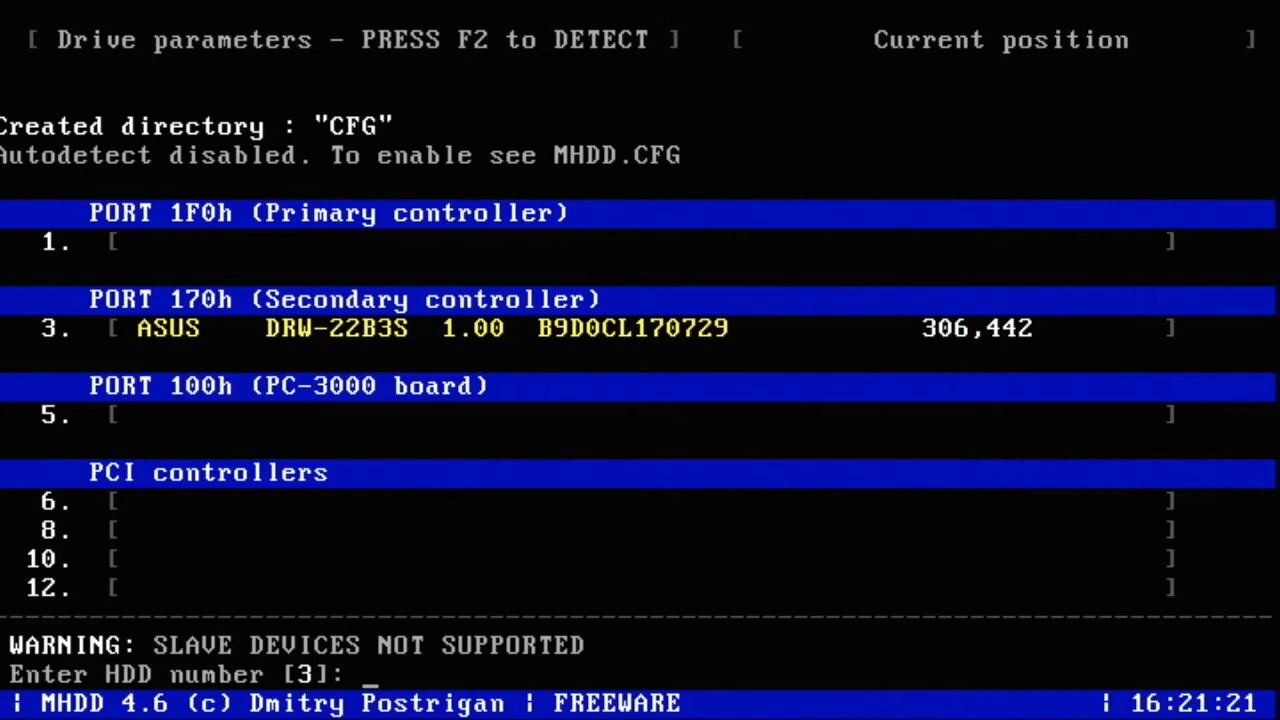 [ Drive parameters - PRESS F2 to DETECT ] [ Current position ]
Created directory : "CFG"
Autodetect disabled. To enable see MHDD.CFG
PORT 1F0h (Primary controller)
1. [ ]
PORT 170h (Secondary controller)
3. [ ASUS DRW-22B3S 1.00 B9D0CL170729 306,442 ]
PORT 100h (PC-3000 board)
5. [ ]
PCI controllers
6. [ ]
8. [ ]
10. [ ]
12. [ ]
WARNING: SLAVE DEVICES NOT SUPPORTED
Enter HDD number [3]: _
| MHDD 4.6 (c) Dmitry Postrigan | FREEWARE | 16:21:21